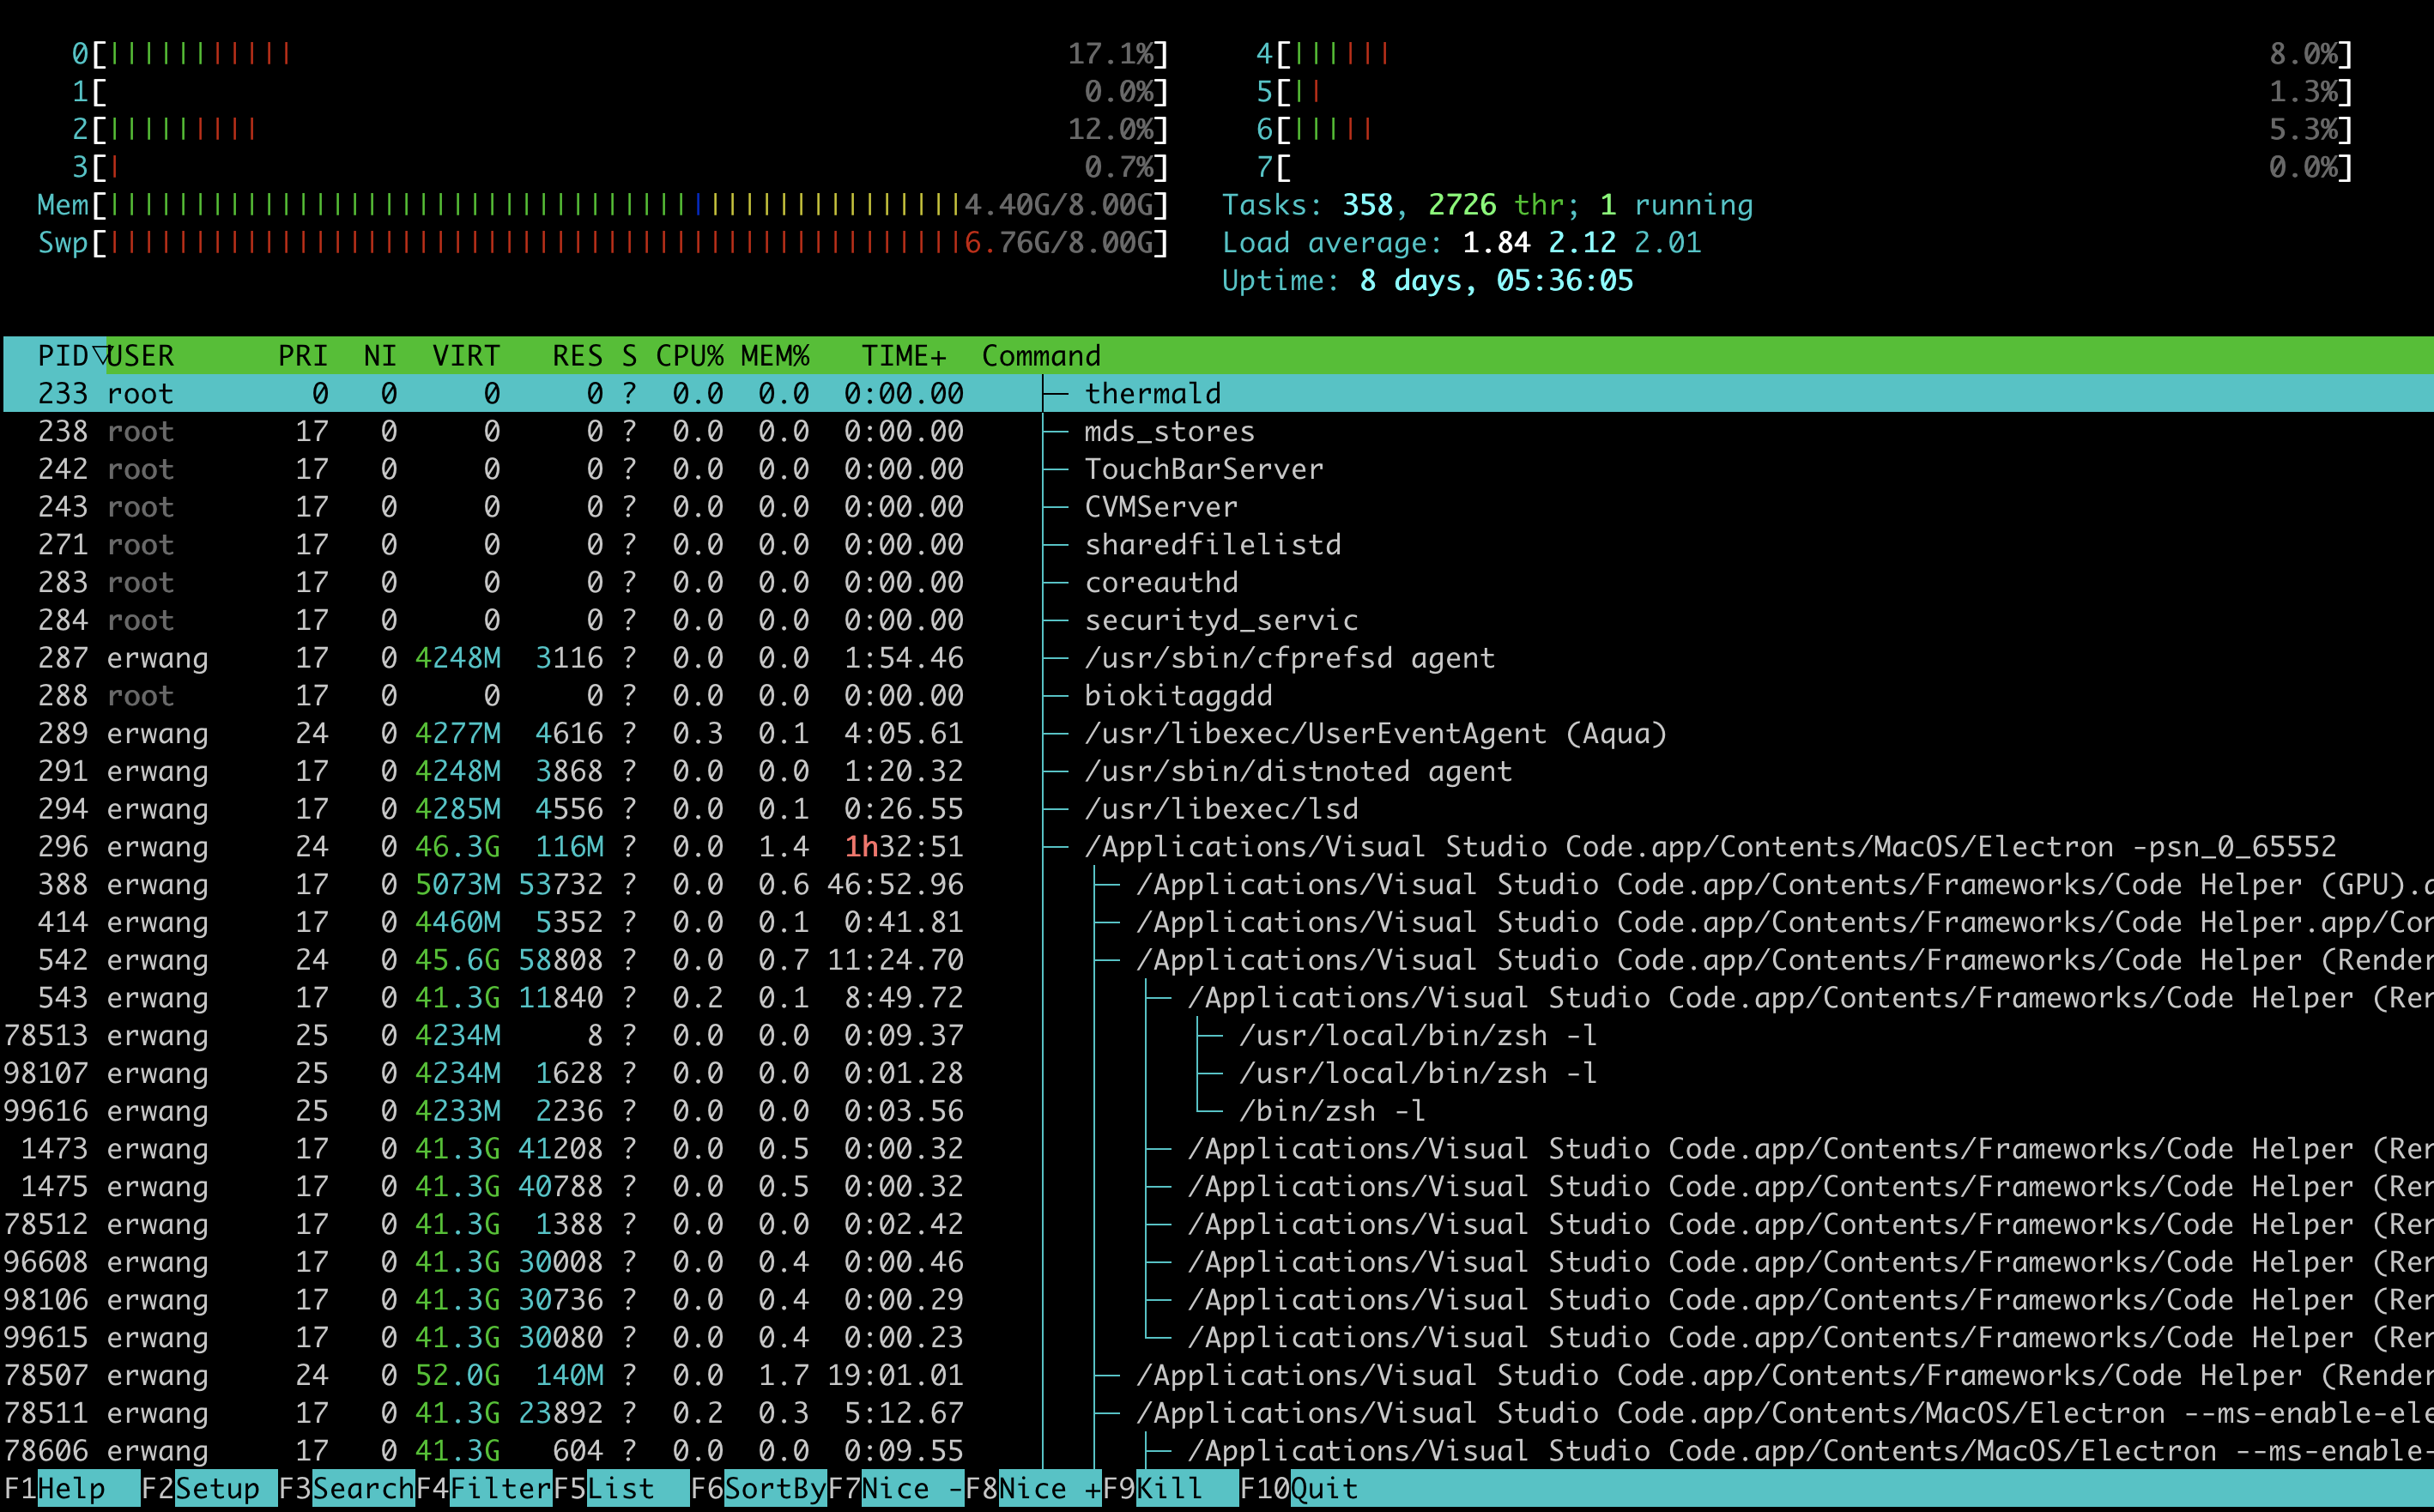 0[||||||||||| 17.1%] 4[|||||| 8.0%]
1[ 0.0%] 5[|| 1.3%]
2[||||||||| 12.0%] 6[||||| 5.3%]
3[| 0.7%] 7[ 0.0%]
Mem[||||||||||||||||||||||||||||||||||||||||||||||||||4.40G/8.00G] Tasks: 358, 2726 thr; 1 running
Swp[||||||||||||||||||||||||||||||||||||||||||||||||||6.76G/8.00G] Load average: 1.84 2.12 2.01
Uptime: 8 days, 05:36:05
PID▽USER PRI NI VIRT RES S CPU% MEM% TIME+ Command
233 root 0 0 0 0 ? 0.0 0.0 0:00.00 ├─ thermald
238 root 17 0 0 0 ? 0.0 0.0 0:00.00 ├─ mds_stores
242 root 17 0 0 0 ? 0.0 0.0 0:00.00 ├─ TouchBarServer
243 root 17 0 0 0 ? 0.0 0.0 0:00.00 ├─ CVMServer
271 root 17 0 0 0 ? 0.0 0.0 0:00.00 ├─ sharedfilelistd
283 root 17 0 0 0 ? 0.0 0.0 0:00.00 ├─ coreauthd
284 root 17 0 0 0 ? 0.0 0.0 0:00.00 ├─ securityd_servic
287 erwang 17 0 4248M 3116 ? 0.0 0.0 1:54.46 ├─ /usr/sbin/cfprefsd agent
288 root 17 0 0 0 ? 0.0 0.0 0:00.00 ├─ biokitaggdd
289 erwang 24 0 4277M 4616 ? 0.3 0.1 4:05.61 ├─ /usr/libexec/UserEventAgent (Aqua)
291 erwang 17 0 4248M 3868 ? 0.0 0.0 1:20.32 ├─ /usr/sbin/distnoted agent
294 erwang 17 0 4285M 4556 ? 0.0 0.1 0:26.55 ├─ /usr/libexec/lsd
296 erwang 24 0 46.3G 116M ? 0.0 1.4 1h32:51 ├─ /Applications/Visual Studio Code.app/Contents/MacOS/Electron -psn_0_65552
388 erwang 17 0 5073M 53732 ? 0.0 0.6 46:52.96 │ ├─ /Applications/Visual Studio Code.app/Contents/Frameworks/Code Helper (GPU).a
414 erwang 17 0 4460M 5352 ? 0.0 0.1 0:41.81 │ ├─ /Applications/Visual Studio Code.app/Contents/Frameworks/Code Helper.app/Con
542 erwang 24 0 45.6G 58808 ? 0.0 0.7 11:24.70 │ ├─ /Applications/Visual Studio Code.app/Contents/Frameworks/Code Helper (Render
543 erwang 17 0 41.3G 11840 ? 0.2 0.1 8:49.72 │ │ ├─ /Applications/Visual Studio Code.app/Contents/Frameworks/Code Helper (Ren
78513 erwang 25 0 4234M 8 ? 0.0 0.0 0:09.37 │ │ │ ├─ /usr/local/bin/zsh -l
98107 erwang 25 0 4234M 1628 ? 0.0 0.0 0:01.28 │ │ │ ├─ /usr/local/bin/zsh -l
99616 erwang 25 0 4233M 2236 ? 0.0 0.0 0:03.56 │ │ │ └─ /bin/zsh -l
1473 erwang 17 0 41.3G 41208 ? 0.0 0.5 0:00.32 │ │ ├─ /Applications/Visual Studio Code.app/Contents/Frameworks/Code Helper (Ren
1475 erwang 17 0 41.3G 40788 ? 0.0 0.5 0:00.32 │ │ ├─ /Applications/Visual Studio Code.app/Contents/Frameworks/Code Helper (Ren
78512 erwang 17 0 41.3G 1388 ? 0.0 0.0 0:02.42 │ │ ├─ /Applications/Visual Studio Code.app/Contents/Frameworks/Code Helper (Ren
96608 erwang 17 0 41.3G 30008 ? 0.0 0.4 0:00.46 │ │ ├─ /Applications/Visual Studio Code.app/Contents/Frameworks/Code Helper (Ren
98106 erwang 17 0 41.3G 30736 ? 0.0 0.4 0:00.29 │ │ ├─ /Applications/Visual Studio Code.app/Contents/Frameworks/Code Helper (Ren
99615 erwang 17 0 41.3G 30080 ? 0.0 0.4 0:00.23 │ │ └─ /Applications/Visual Studio Code.app/Contents/Frameworks/Code Helper (Ren
78507 erwang 24 0 52.0G 140M ? 0.0 1.7 19:01.01 │ ├─ /Applications/Visual Studio Code.app/Contents/Frameworks/Code Helper (Render
78511 erwang 17 0 41.3G 23892 ? 0.2 0.3 5:12.67 │ ├─ /Applications/Visual Studio Code.app/Contents/MacOS/Electron --ms-enable-ele
78606 erwang 17 0 41.3G 604 ? 0.0 0.0 0:09.55 │ │ ├─ /Applications/Visual Studio Code.app/Contents/MacOS/Electron --ms-enable-
F1Help F2Setup F3SearchF4FilterF5List F6SortByF7Nice -F8Nice +F9Kill F10Quit